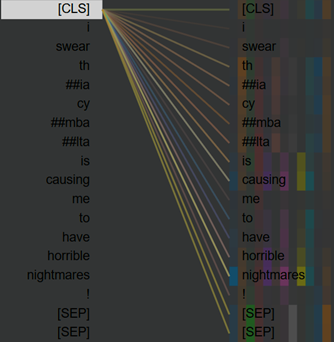 [CLS] [CLS]
i i
swear swear
th th
##ia ##ia
cy cy
##mba ##mba
##lta ##lta
is is
causing causing
me me
to to
have have
horrible horrible
nightmares nightmares
! !
[SEP] [SEP]
[SEP] [SEP]